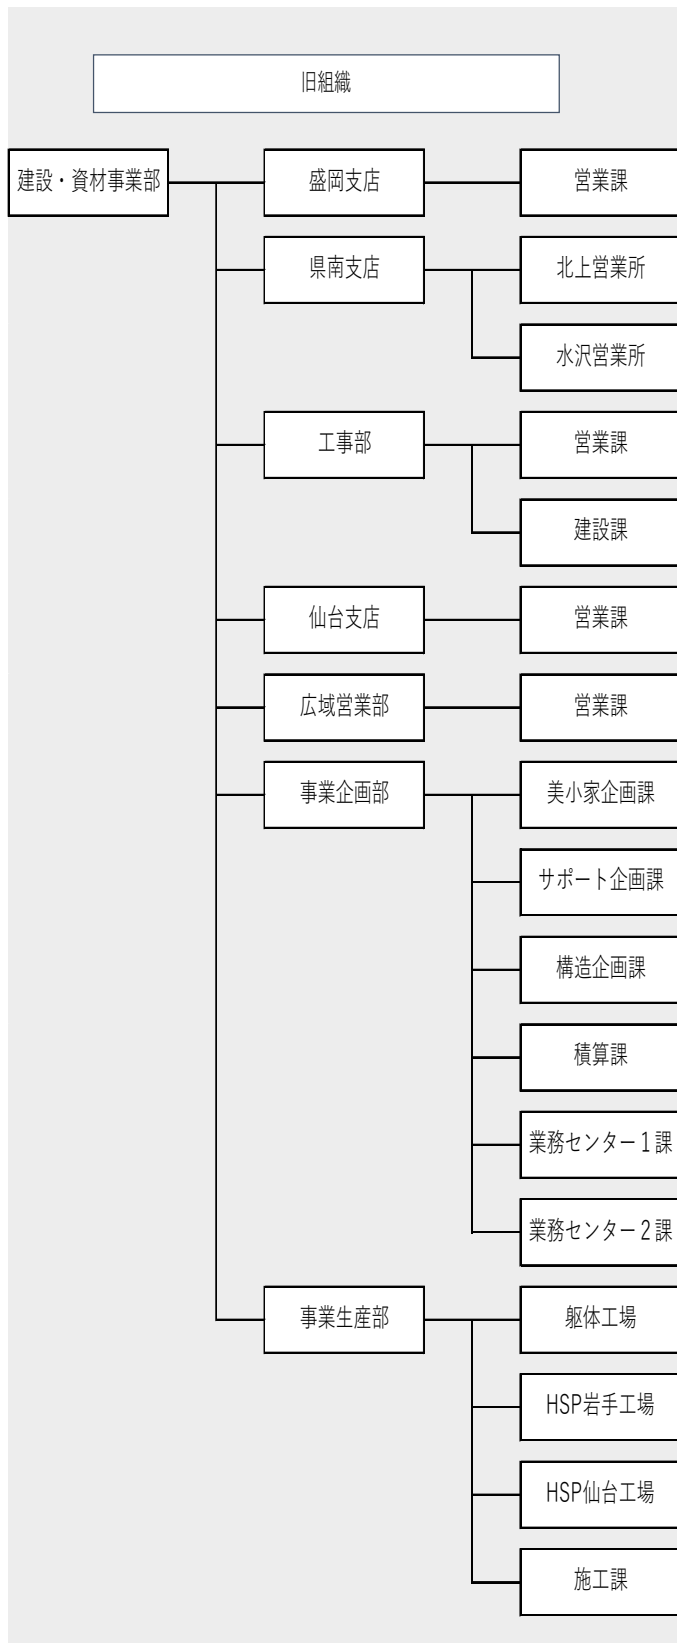 旧組織
建設・資材事業部
盛岡支店
営業課
県南支店
北上営業所
水沢営業所
工事部
営業課
建設課
仙台支店
営業課
広域営業部
営業課
事業企画部
美小家企画課
サポート企画課
構造企画課
積算課
業務センター１課
業務センター２課
事業生産部
躯体工場
HSP岩手工場
HSP仙台工場
施工課